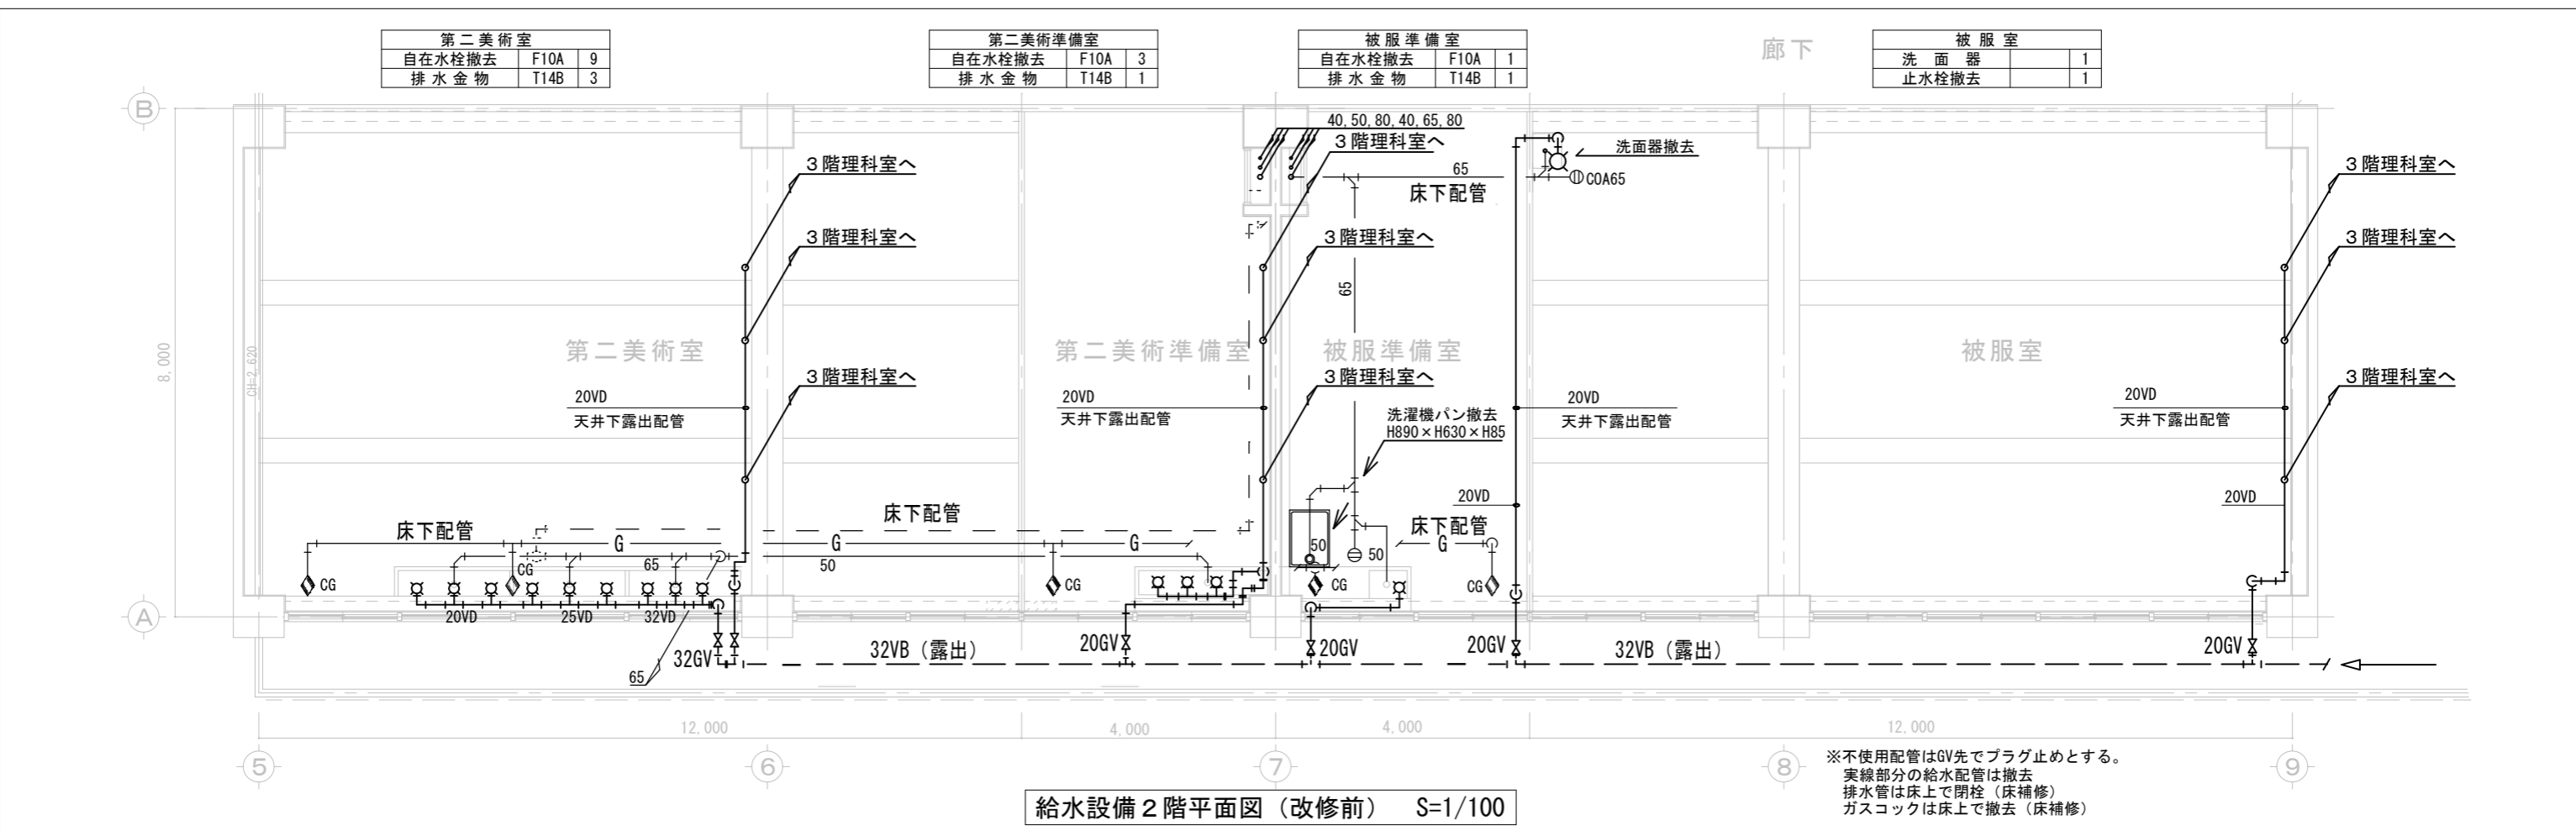 第二美術室
自在水栓撤去 F10A 9
排水金物 T14B 3
第二美術準備室
自在水栓撤去 F10A 3
排水金物 T14B 1
被服準備室
自在水栓撤去 F10A 1
排水金物 T14B 1
廊下
被服室
洗面器 1
止水栓撤去 1
B
40,50,80,40,65,80
3階理科室へ
洗面器撤去
3階理科室へ
3階理科室へ
65
床下配管
COA65
3階理科室へ
3階理科室へ
3階理科室へ
3階理科室へ
65
8,000
CH=2,620
第二美術室
第二美術準備室
被服準備室
被服室
3階理科室へ
3階理科室へ
3階理科室へ
20VD
天井下露出配管
20VD
天井下露出配管
洗濯機パン撤去
H890×H630×H85
20VD
天井下露出配管
20VD
天井下露出配管
20VD
20VD
床下配管
床下配管
床下配管
G
G
G
G
65
50
50
50
CG
CG
CG
CG
CG
A
20VD
25VD
32VD
32GV
32VB（露出）
20GV
20GV
20GV
32VB（露出）
20GV
65
12,000
4,000
4,000
12,000
5
6
7
8
9
※不使用配管はGV先でプラグ止めとする。
実線部分の給水配管は撤去
排水管は床上で閉栓（床補修）
ガスコックは床上で撤去（床補修）
給水設備２階平面図（改修前） S=1/100